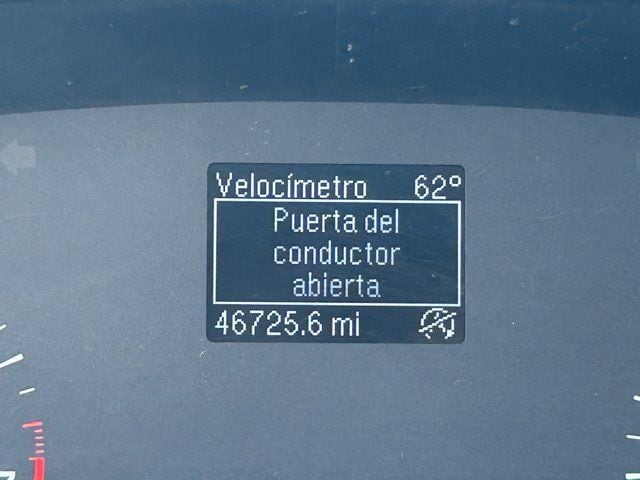 Velocímetro 62°
Puerta del
conductor
abierta
46725.6 mi